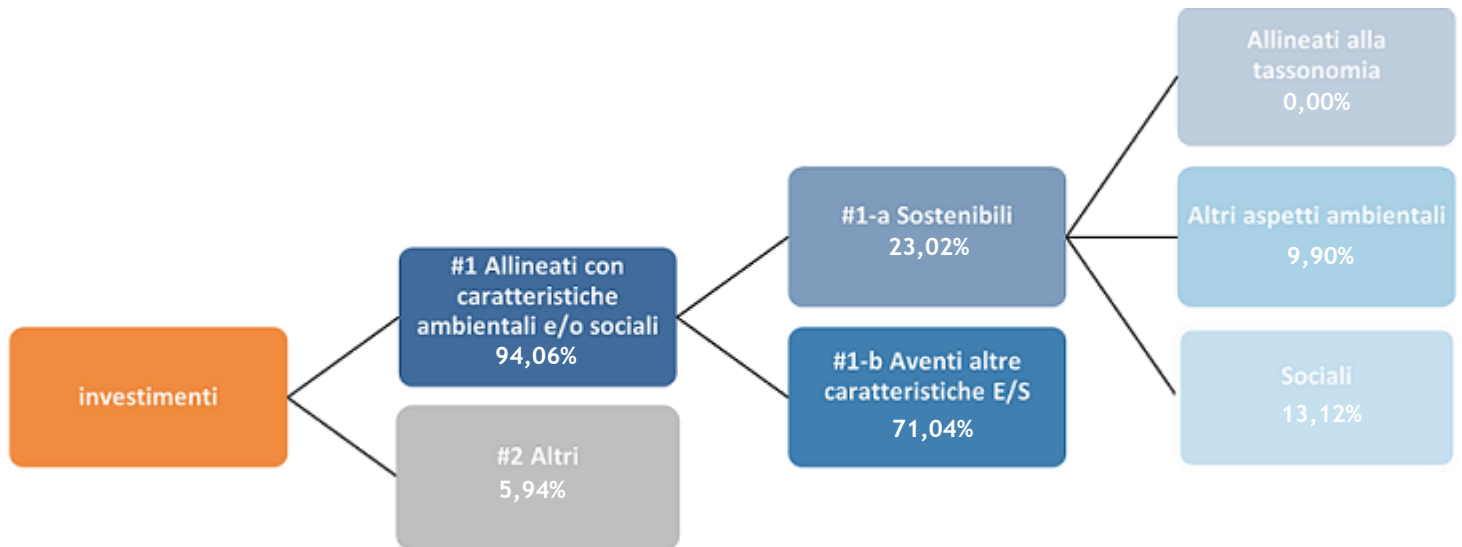 investimenti
#1 Allineati con
caratteristiche
ambientali e/o sociali
94,06%
#2 Altri
5,94%
#1-a Sostenibili
23,02%
#1-b Aventi altre
caratteristiche E/S
71,04%
Allineati alla
tassonomia
0,00%
Altri aspetti ambientali
9,90%
Sociali
13,12%